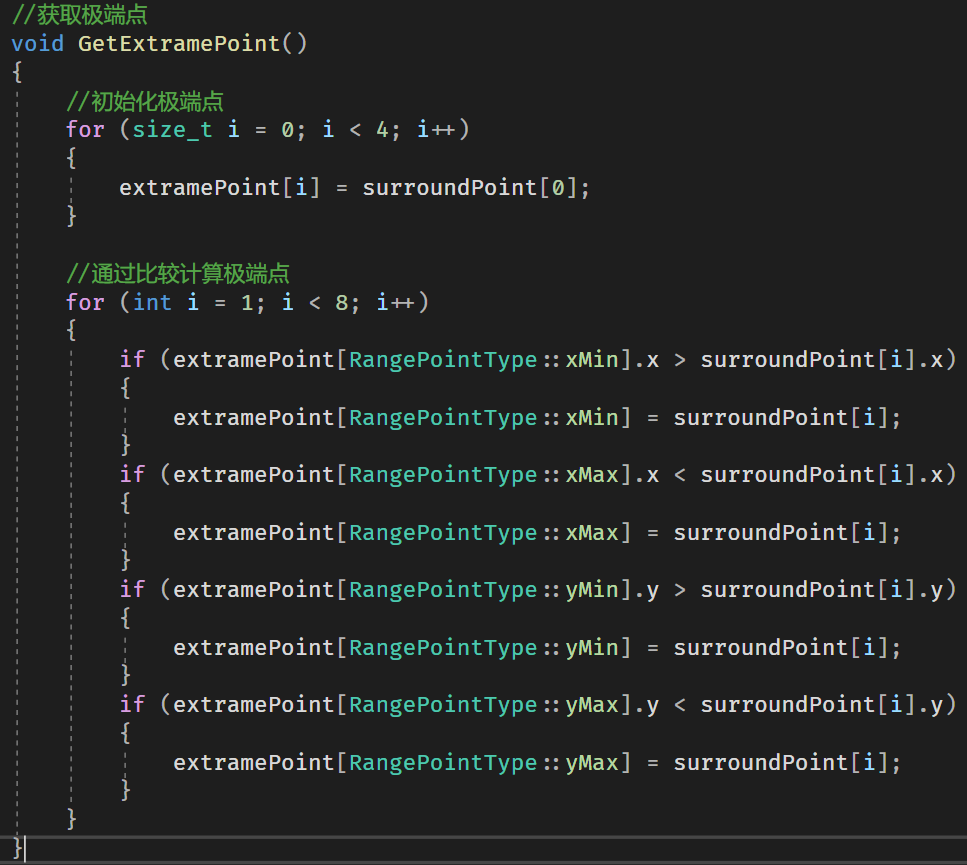 //获取极端点
void GetExtramePoint()
{
    //初始化极端点
    for (size_t i = 0; i < 4; i++)
    {
        extramePoint[i] = surroundPoint[0];
    }

    //通过比较计算极端点
    for (int i = 1; i < 8; i++)
    {
        if (extramePoint[RangePointType::xMin].x > surroundPoint[i].x)
        {
            extramePoint[RangePointType::xMin] = surroundPoint[i];
        }
        if (extramePoint[RangePointType::xMax].x < surroundPoint[i].x)
        {
            extramePoint[RangePointType::xMax] = surroundPoint[i];
        }
        if (extramePoint[RangePointType::yMin].y > surroundPoint[i].y)
        {
            extramePoint[RangePointType::yMin] = surroundPoint[i];
        }
        if (extramePoint[RangePointType::yMax].y < surroundPoint[i].y)
        {
            extramePoint[RangePointType::yMax] = surroundPoint[i];
        }
    }
}